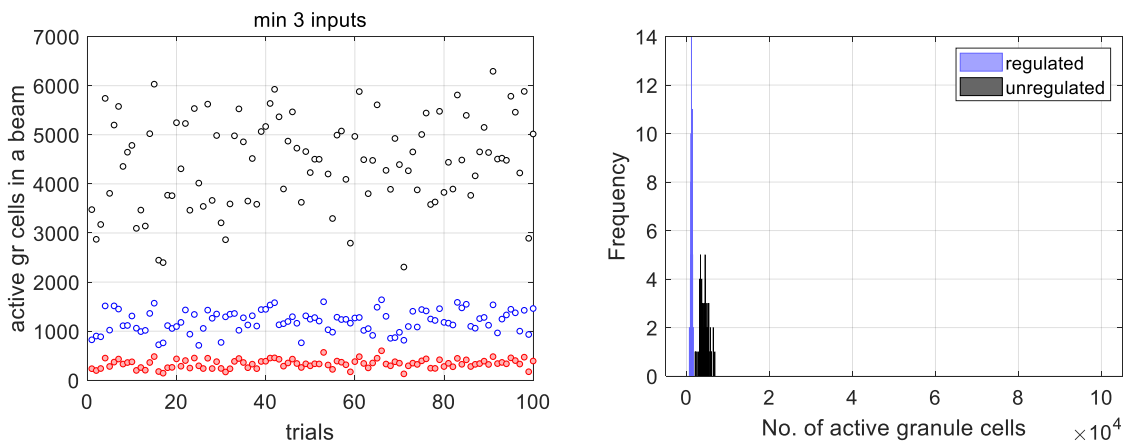 min 3 inputs
7000
6000
5000
4000
3000
2000
1000
0
active gr cells in a beam
0 20 40 60 80 100
trials
14
12
10
8
6
4
2
0
Frequency
regulated
unregulated
0 2 4 6 8 10
No. of active granule cells
×10^4